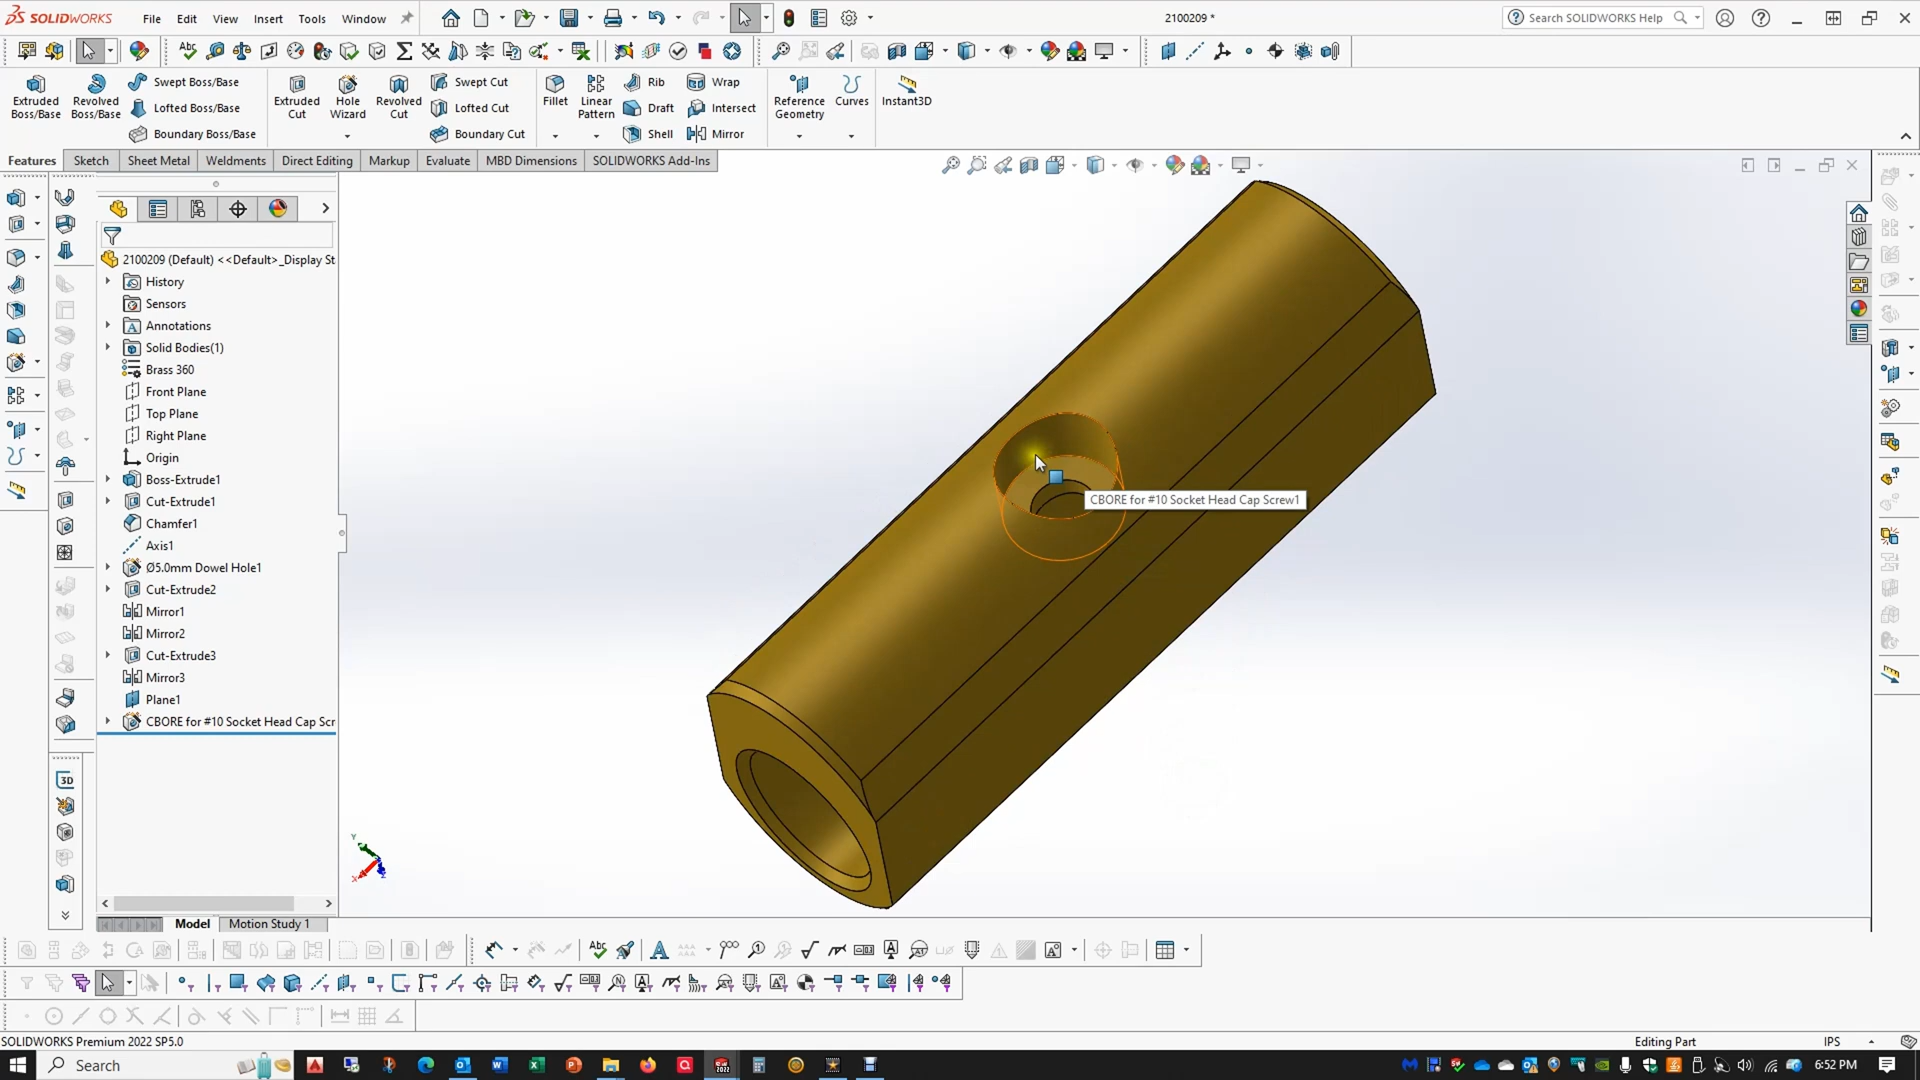 SOLIDWORKS
File Edit View Insert Tools Window
2100209 *
Search SOLIDWORKS Help
Extruded Boss/Base
Revolved Boss/Base
Swept Boss/Base
Lofted Boss/Base
Boundary Boss/Base
Extruded Cut
Hole Wizard
Revolved Cut
Swept Cut
Lofted Cut
Boundary Cut
Fillet
Linear Pattern
Rib
Draft
Shell
Wrap
Intersect
Mirror
Reference Geometry
Curves
Instant3D
Features Sketch Sheet Metal Weldments Direct Editing Markup Evaluate MBD Dimensions SOLIDWORKS Add-Ins
2100209 (Default) <<Default>_Display St
History
Sensors
Annotations
Solid Bodies(1)
Brass 360
Front Plane
Top Plane
Right Plane
Origin
Boss-Extrude1
Cut-Extrude1
Chamfer1
Axis1
Ø5.0mm Dowel Hole1
Cut-Extrude2
Mirror1
Mirror2
Cut-Extrude3
Mirror3
Plane1
CBORE for #10 Socket Head Cap Scr
CBORE for #10 Socket Head Cap Screw1
3D
Y
X
Z
Model Motion Study 1
SOLIDWORKS Premium 2022 SP5.0
Editing Part
IPS
Search
6:52 PM